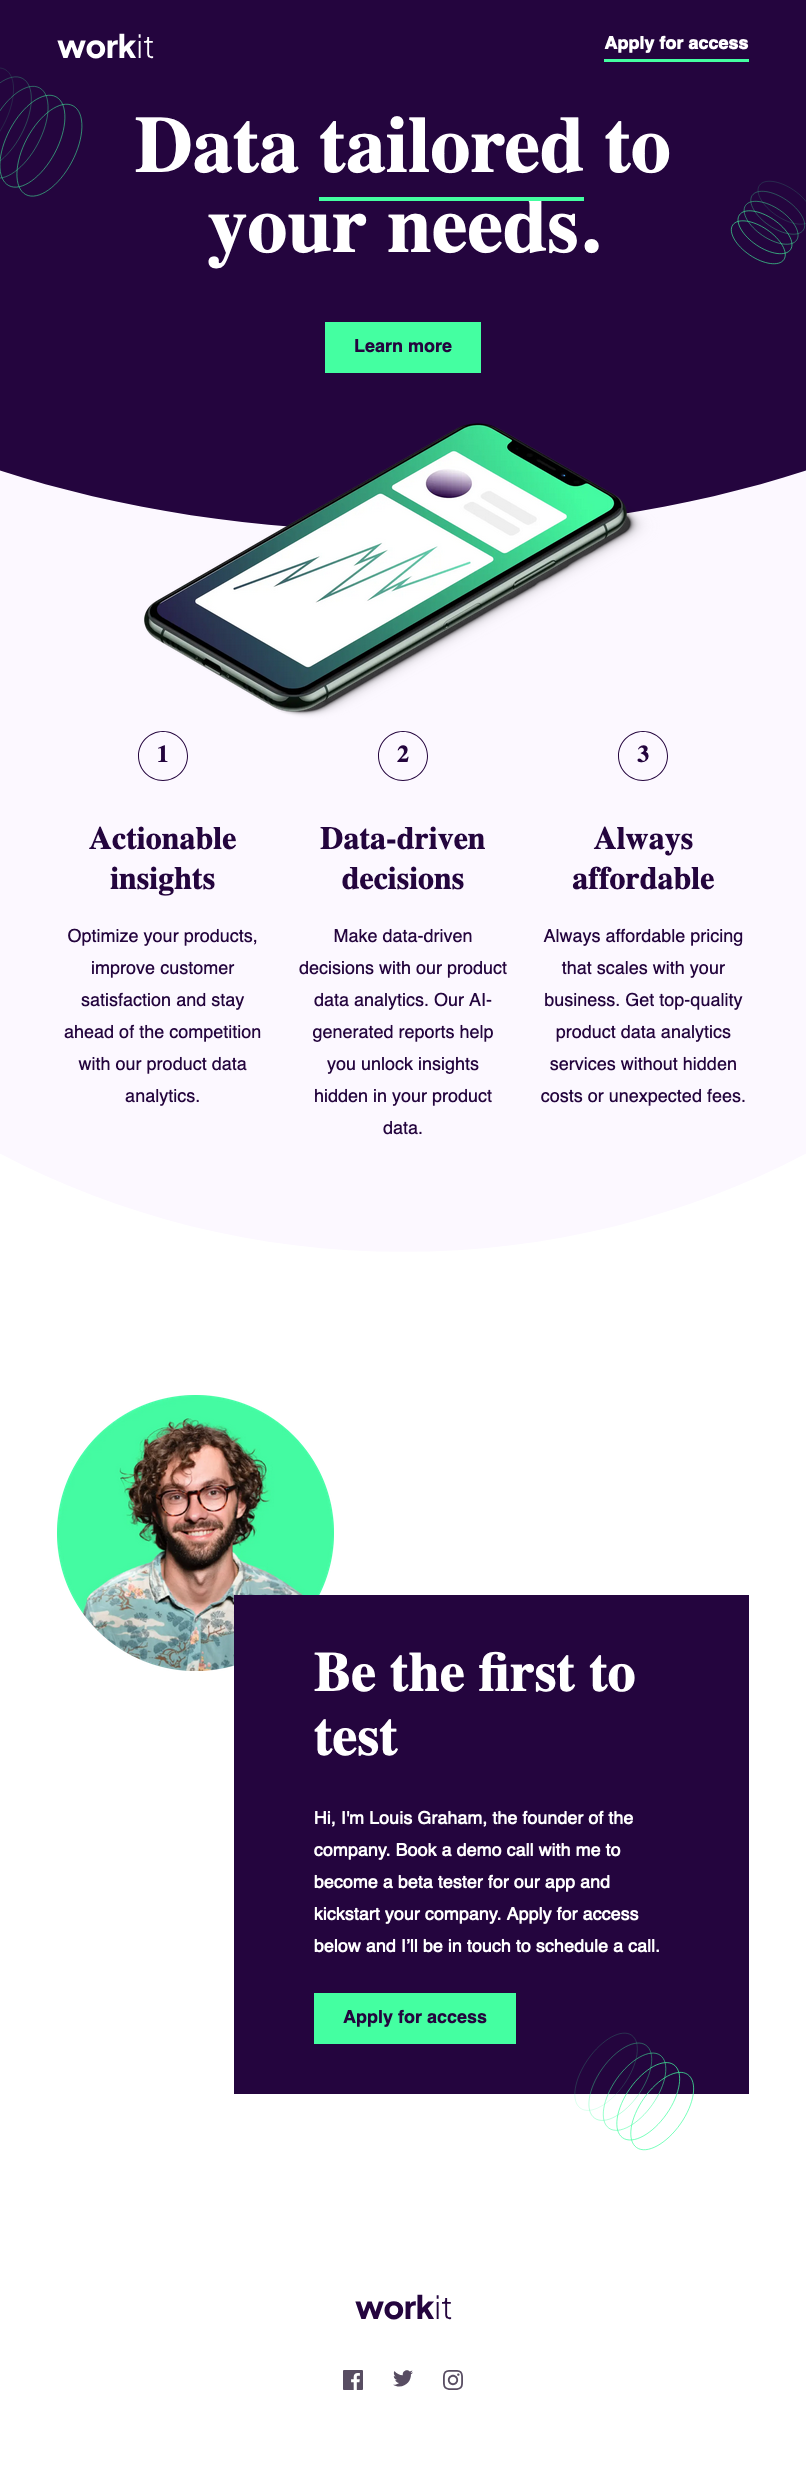 workit
Apply for access
Data tailored to
your needs.
Learn more
1
Actionable
insights
Optimize your products,
improve customer
satisfaction and stay
ahead of the competition
with our product data
analytics.
2
Data-driven
decisions
Make data-driven
decisions with our product
data analytics. Our AI-
generated reports help
you unlock insights
hidden in your product
data.
3
Always
affordable
Always affordable pricing
that scales with your
business. Get top-quality
product data analytics
services without hidden
costs or unexpected fees.
Be the first to
test
Hi, I'm Louis Graham, the founder of the
company. Book a demo call with me to
become a beta tester for our app and
kickstart your company. Apply for access
below and I’ll be in touch to schedule a call.
Apply for access
workit